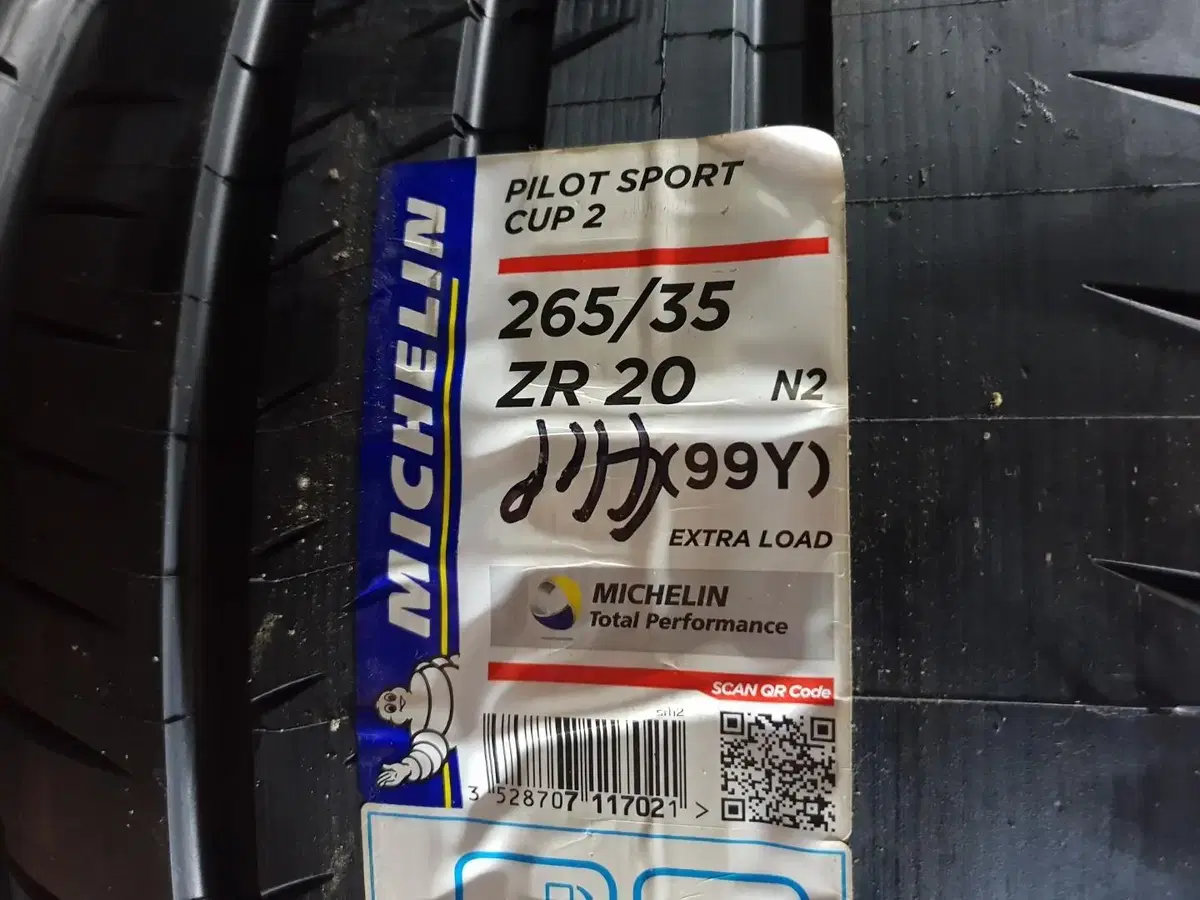 MICHELIN
PILOT SPORT
CUP 2
265/35
ZR 20 N2
(99Y)
EXTRA LOAD
MICHELIN
Total Performance
SCAN QR Code
3 528707 117021 >